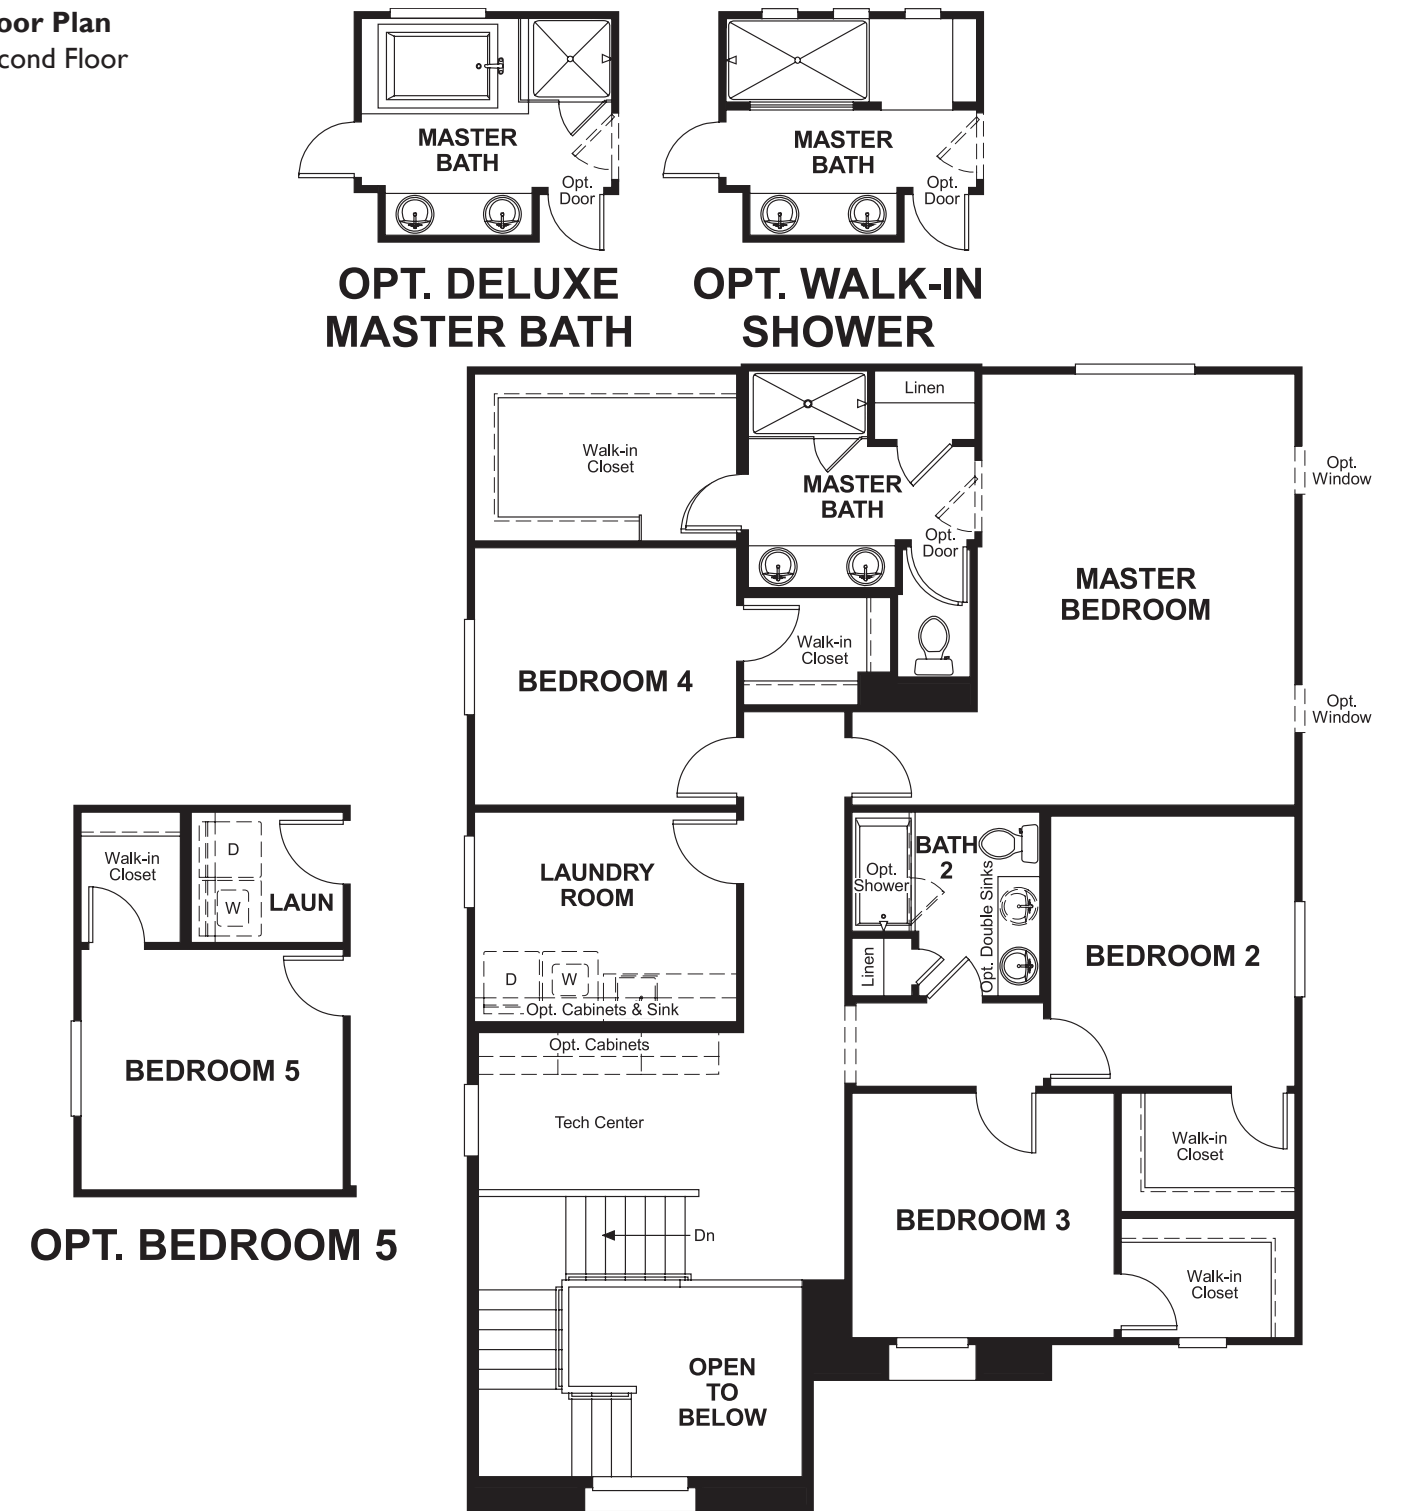 oor Plan
cond Floor
MASTER
BATH
Opt.
Door
OPT. DELUXE
MASTER BATH
MASTER
BATH
Opt.
Door
OPT. WALK-IN
SHOWER
Linen
Walk-in
Closet
MASTER
BATH
Opt.
Door
Opt.
Window
MASTER
BEDROOM
Walk-in
Closet
BEDROOM 4
Opt.
Window
D
W
Walk-in
Closet
LAUN
BEDROOM 5
OPT. BEDROOM 5
LAUNDRY
ROOM
D
W
Opt. Cabinets & Sink
Opt. Cabinets
Tech Center
BATH
2
Opt.
Shower
Opt. Double Sinks
Linen
BEDROOM 2
Walk-in
Closet
BEDROOM 3
Walk-in
Closet
Dn
OPEN
TO
BELOW